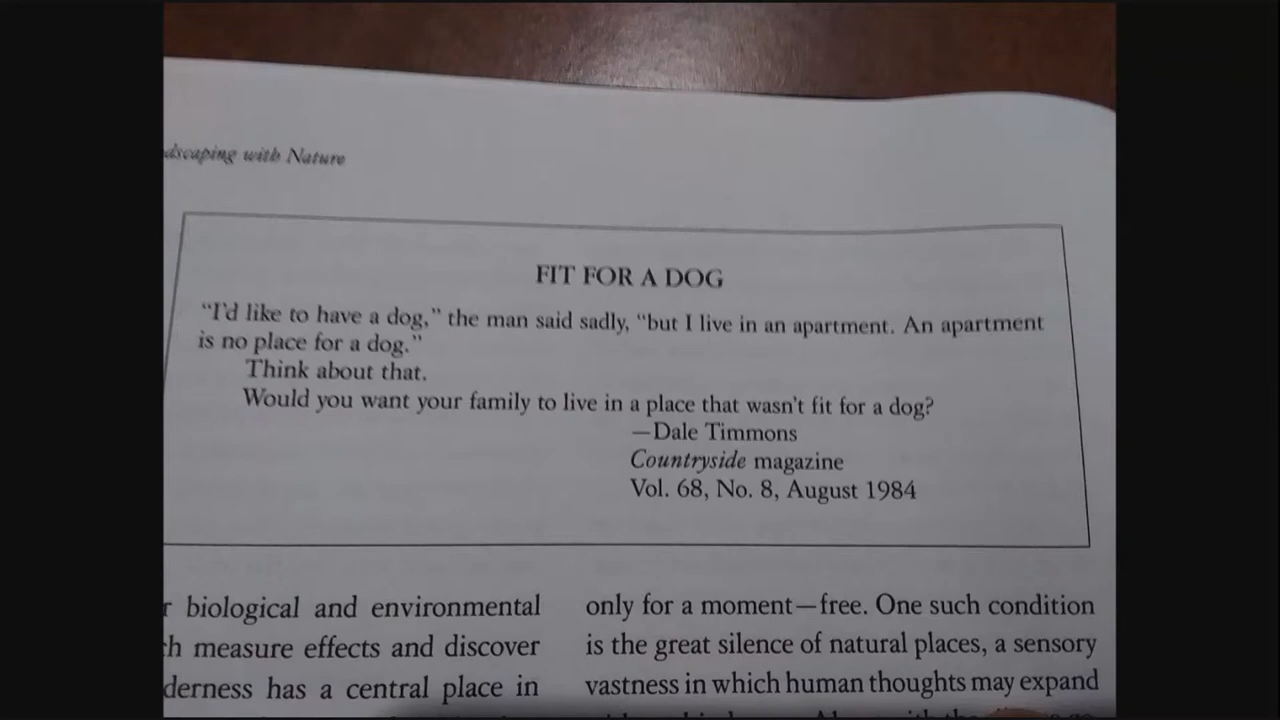 dscaping with Nature
FIT FOR A DOG
“I’d like to have a dog,” the man said sadly, “but I live in an apartment. An apartment
is no place for a dog.”
Think about that.
Would you want your family to live in a place that wasn’t fit for a dog?
—Dale Timmons
Countryside magazine
Vol. 68, No. 8, August 1984
r biological and environmental
h measure effects and discover
derness has a central place in
only for a moment—free. One such condition
is the great silence of natural places, a sensory
vastness in which human thoughts may expand